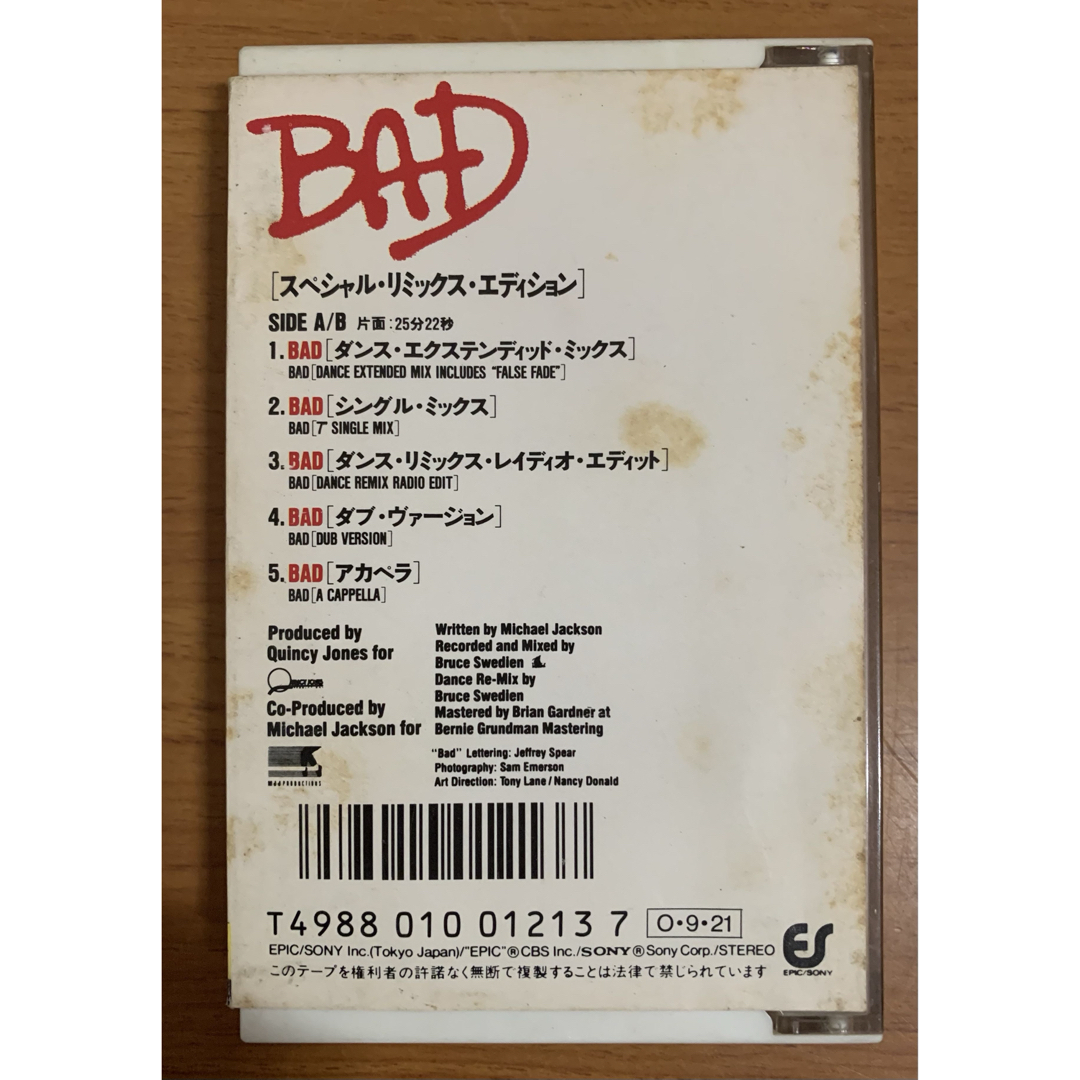 BAD
[スペシャル・リミックス・エディション]
SIDE A/B 片面:25分22秒
1. BAD[ダンス・エクステンディッド・ミックス]
BAD[DANCE EXTENDED MIX INCLUDES "FALSE FADE"]
2. BAD[シングル・ミックス]
BAD[7" SINGLE MIX]
3. BAD[ダンス・リミックス・レイディオ・エディット]
BAD[DANCE REMIX RADIO EDIT]
4. BAD[ダブ・ヴァージョン]
BAD[DUB VERSION]
5. BAD[アカペラ]
BAD[A CAPPELLA]
Produced by
Quincy Jones for
Co-Produced by
Michael Jackson for
PRODUCTIONS
Written by Michael Jackson
Recorded and Mixed by
Bruce Swedien
Dance Re-Mix by
Bruce Swedien
Mastered by Brian Gardner at
Bernie Grundman Mastering
"Bad" Lettering: Jeffrey Spear
Photography: Sam Emerson
Art Direction: Tony Lane/Nancy Donald
T4988 010 01213 7 O・9・21
EPIC/SONY Inc.(Tokyo Japan)/"EPIC"® CBS Inc./SONY® Sony Corp./STEREO
このテープを権利者の許諾なく無断で複製することは法律で禁じられています
ES
EPIC/SONY